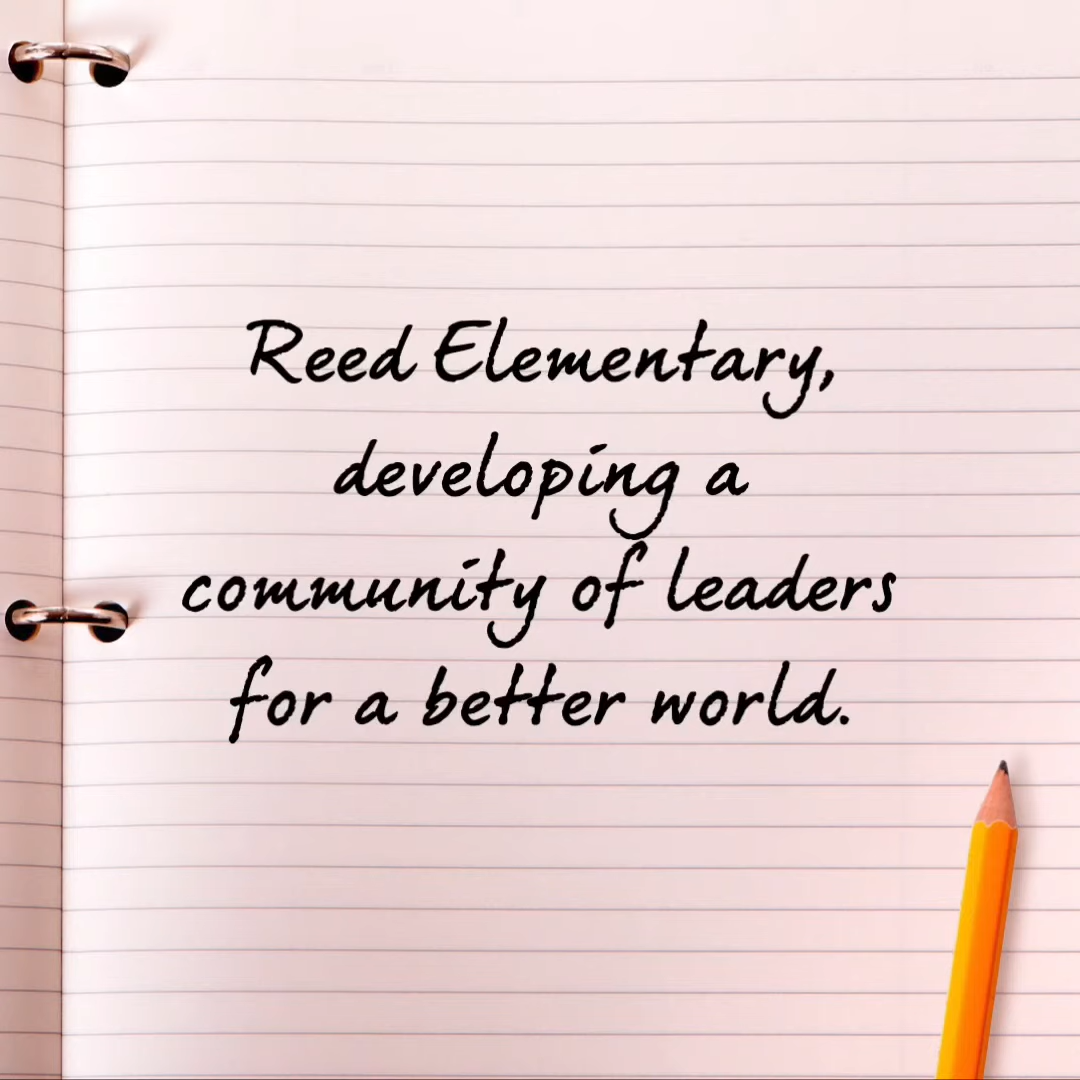 Reed Elementary,
developing a
community of leaders
for a better world.